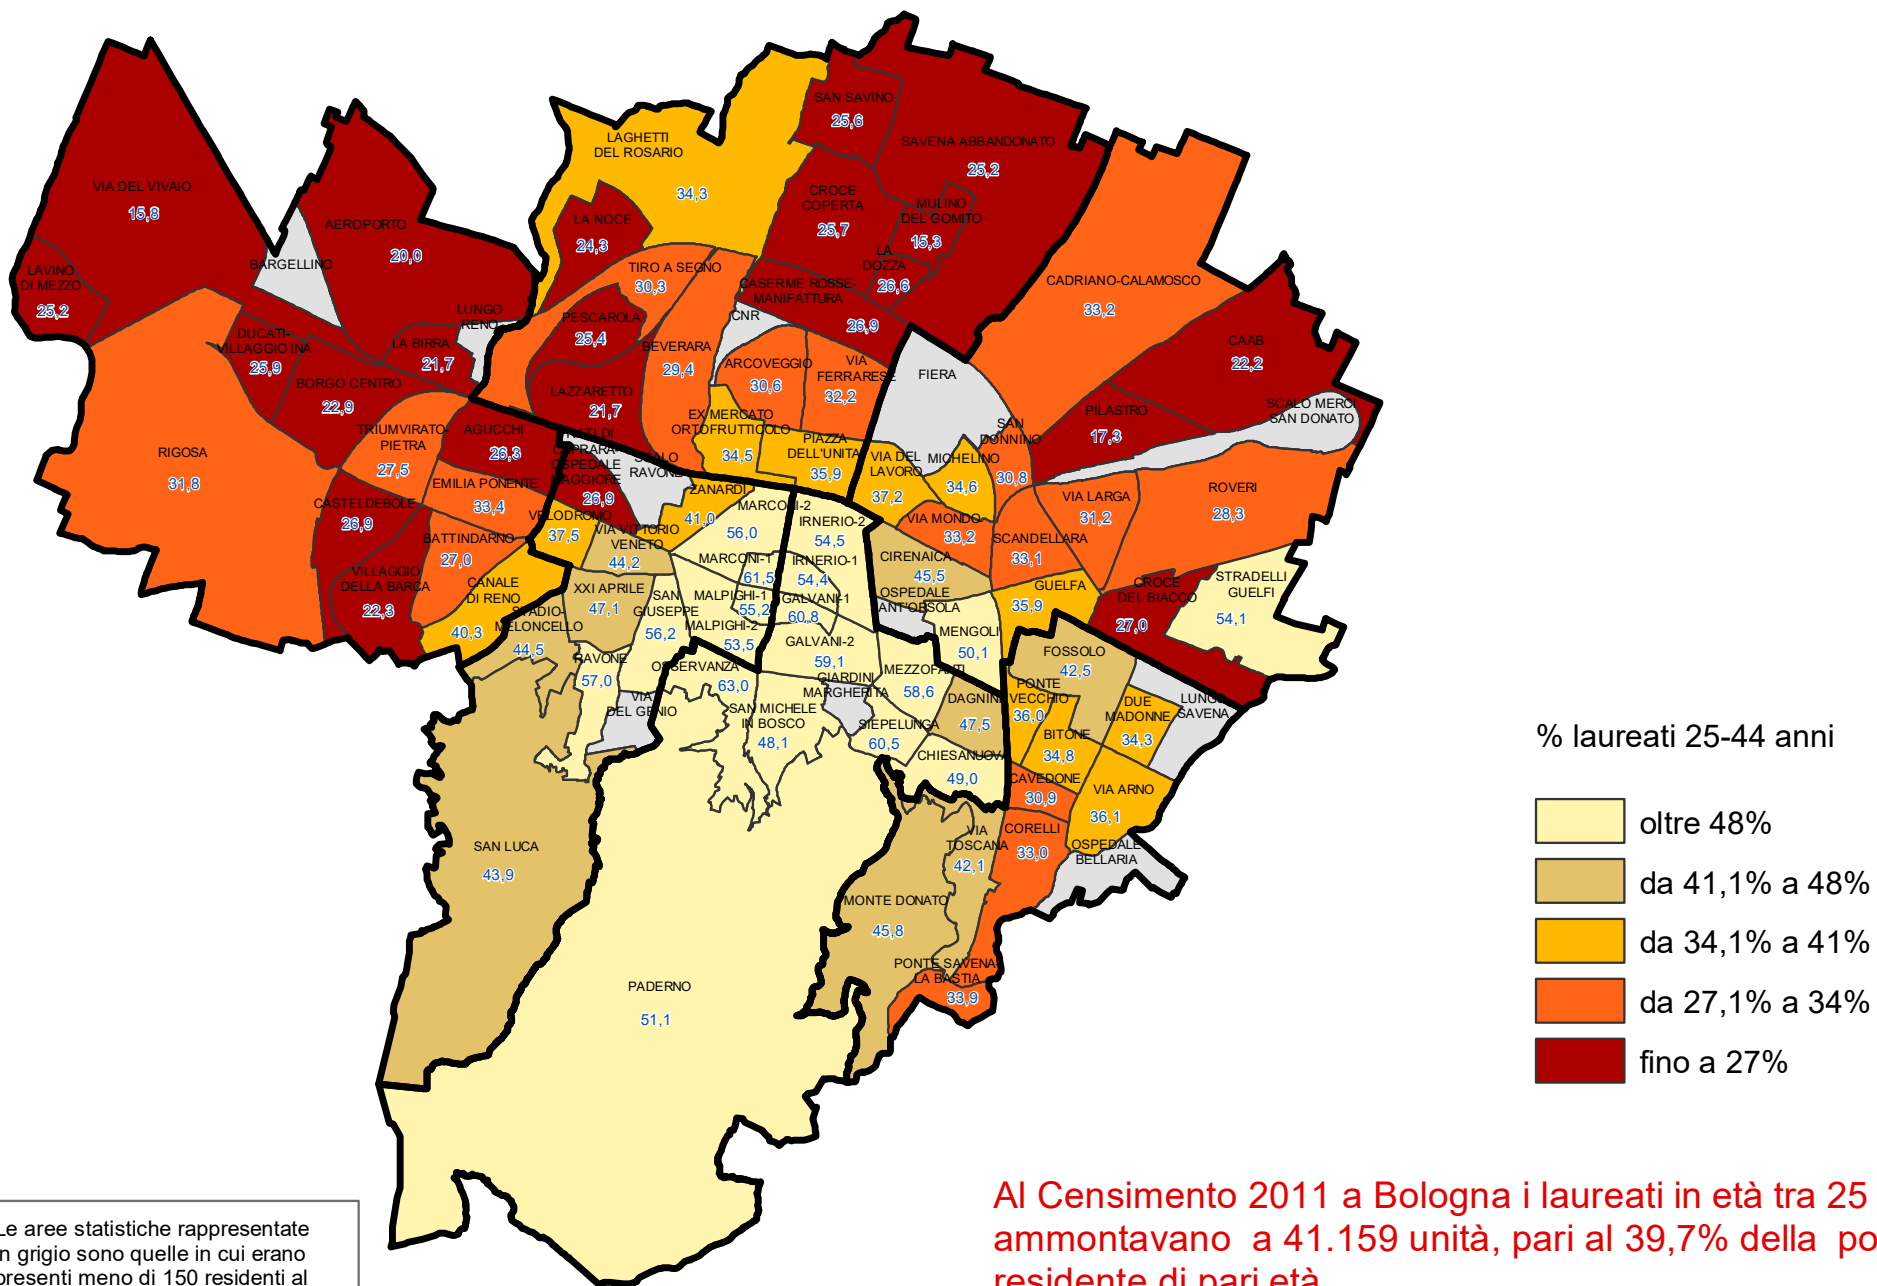 SAN SAVINO
25,6
LAGHETTI
DEL ROSARIO
34,3
SAVENA ABBANDONATO
25,2
VIA DEL VIVAIO
15,8
AEROPORTO
20,0
LA NOCE
24,3
CROCE
COPERTA
25,7
MULINO
DEL GOMITO
15,3
LA
DOZZA
26,6
BARGELLINO
LAVINO
DI MEZZO
25,2
TIRO A SEGNO
30,3
CASERME ROSSE-
MANIFATTURA
26,9
CADRIANO-CALAMOSCO
33,2
LUNGO
RENO
PESCAROLA
25,4
CNR
DUCATI-
VILLAGGIO INA
25,9
LA BIRRA
21,7
BEVERARA
29,4
ARCOVEGGIO
30,6
VIA
FERRARESE
32,2
FIERA
CAAB
22,2
BORGO CENTRO
22,9
LAZZARETTO
21,7
SCALO MERCI
SAN DONATO
PILASTRO
17,3
EX MERCATO
ORTOFRUTTICOLO
34,5
TRIUMVIRATO-
PIETRA
27,5
AGUCCHI
26,3
PRATI DI
CAPRARA-
OSPEDALE
MAGGIORE
26,9
SCALO
RAVONE
PIAZZA
DELL'UNITA'
35,9
VIA DEL
LAVORO
37,2
MICHELINO
34,6
SAN
DONNINO
30,8
RIGOSA
31,8
EMILIA PONENTE
33,4
ZANARDI
41,0
MARCONI-2
56,0
VIA LARGA
31,2
ROVERI
28,3
CASTELDEBOLE
26,9
VELODROMO
37,5
VIA VITTORIO
VENETO
44,2
IRNERIO-2
54,5
VIA MONDO
33,2
SCANDELLARA
33,1
BATTINDARNO
27,0
MARCONI-1
61,5
IRNERIO-1
54,4
CIRENAICA
45,5
VILLAGGIO
DELLA BARCA
22,3
CANALE
DI RENO
40,3
XXI APRILE
47,1
SAN
GIUSEPPE
56,2
MALPIGHI-1
55,2
GALVANI-1
60,8
OSPEDALE
SANT'ORSOLA
GUELFA
35,9
CROCE
DEL BIACCO
27,0
STRADELLI
GUELFI
54,1
STADIO-
MELONCELLO
44,5
MALPIGHI-2
53,5
GALVANI-2
59,1
MENGOLI
50,1
FOSSOLO
42,5
RAVONE
57,0
OSSERVANZA
63,0
GIARDINI
MARGHERITA
MEZZOFANTI
58,6
DAGNINI
47,5
PONTE
VECCHIO
36,0
DUE
MADONNE
34,3
LUNGO
SAVENA
VIA
DEL GENIO
SAN MICHELE
IN BOSCO
48,1
SIEPELUNGA
60,5
BITONE
34,8
CHIESANUOVA
49,0
CAVEDONE
30,9
VIA ARNO
36,1
SAN LUCA
43,9
VIA
TOSCANA
42,1
CORELLI
33,0
OSPEDALE
BELLARIA
MONTE DONATO
45,8
PONTE SAVENA-
LA BASTIA
33,9
PADERNO
51,1
% laureati 25-44 anni
oltre 48%
da 41,1% a 48%
da 34,1% a 41%
da 27,1% a 34%
fino a 27%
Le aree statistiche rappresentate
in grigio sono quelle in cui erano
presenti meno di 150 residenti al
Al Censimento 2011 a Bologna i laureati in età tra 25
ammontavano a 41.159 unità, pari al 39,7% della po
residente di pari età